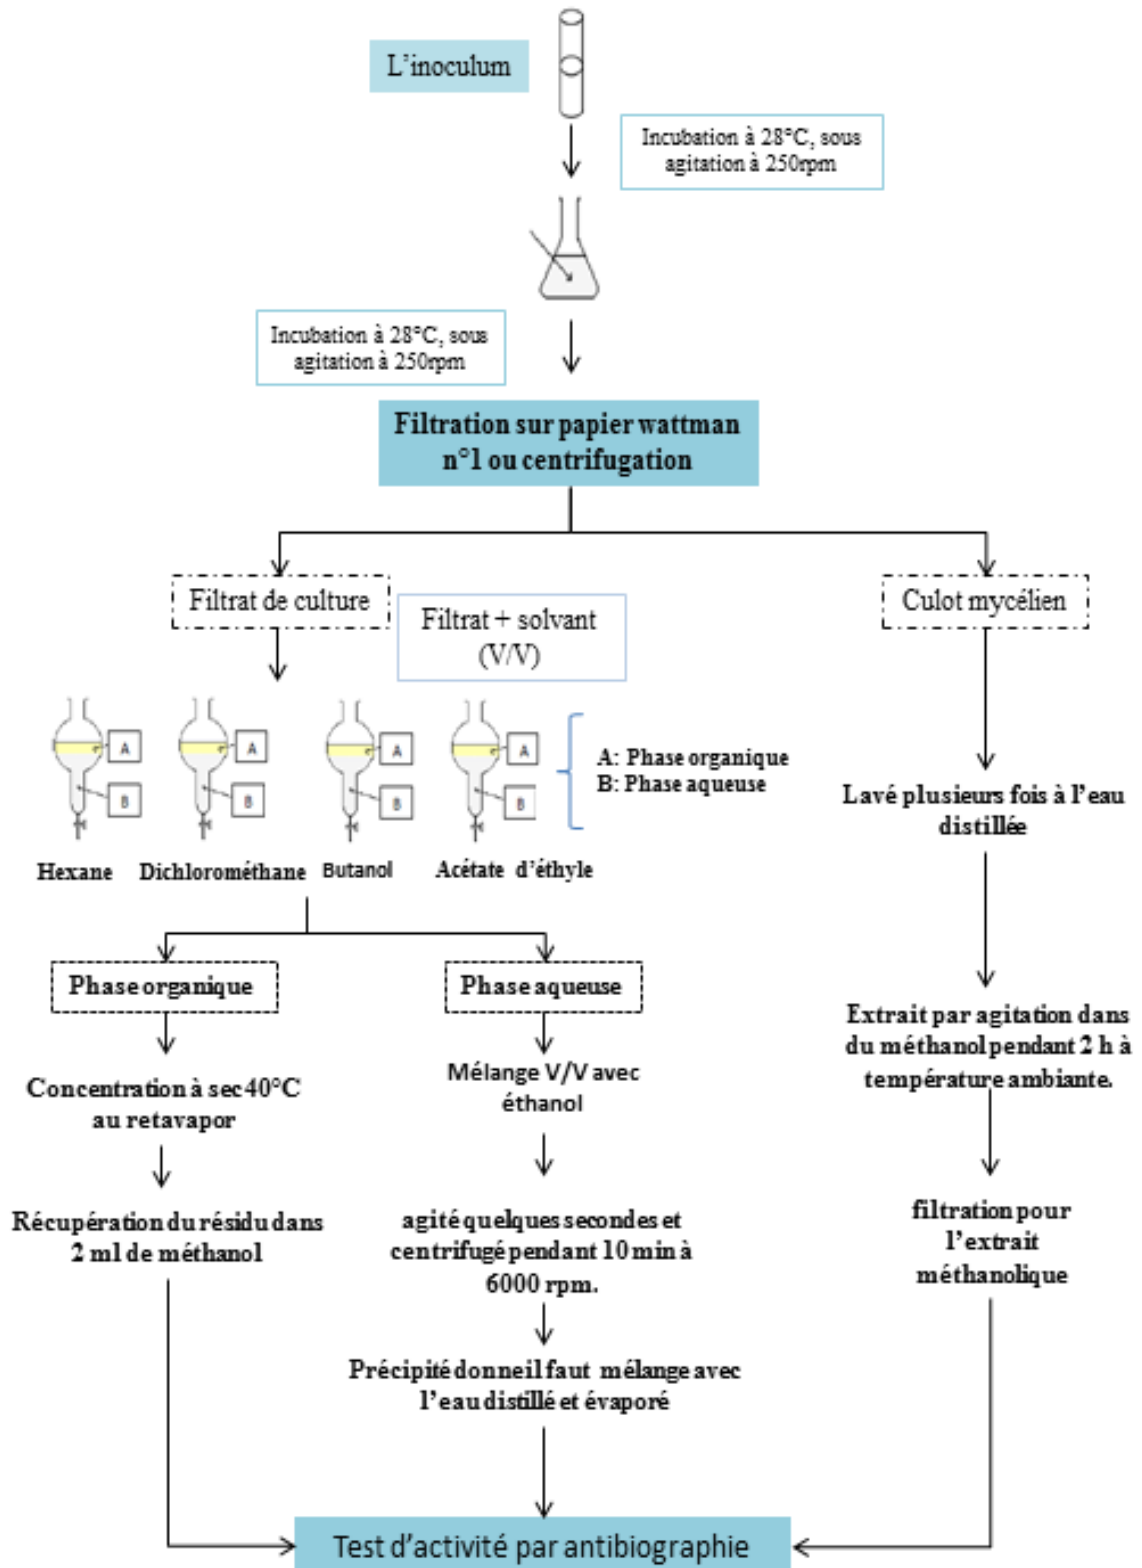 L'inoculum
Incubation à 28°C, sous
agitation à 250rpm
Incubation à 28°C, sous
agitation à 250rpm
Filtration sur papier wattman
n°1 ou centrifugation
Filtrat de culture
Filtrat + solvant
(V/V)
Culot mycélien
A
B
A
B
A
B
A
B
A: Phase organique
B: Phase aqueuse
Hexane
Dichlorométhane
Butanol
Acétate d'éthyle
Lavé plusieurs fois à l'eau
distillée
Phase organique
Phase aqueuse
Extrait par agitation dans
du méthanol pendant 2 h à
température ambiante.
Concentration à sec 40°C
au retavapor
Mélange V/V avec
éthanol
Récupération du résidu dans
2 ml de méthanol
agité quelques secondes et
centrifugé pendant 10 min à
6000 rpm.
filtration pour
l'extrait
méthanolique
Précipité donne il faut mélange avec
l'eau distillé et évaporé
Test d'activité par antibiographie